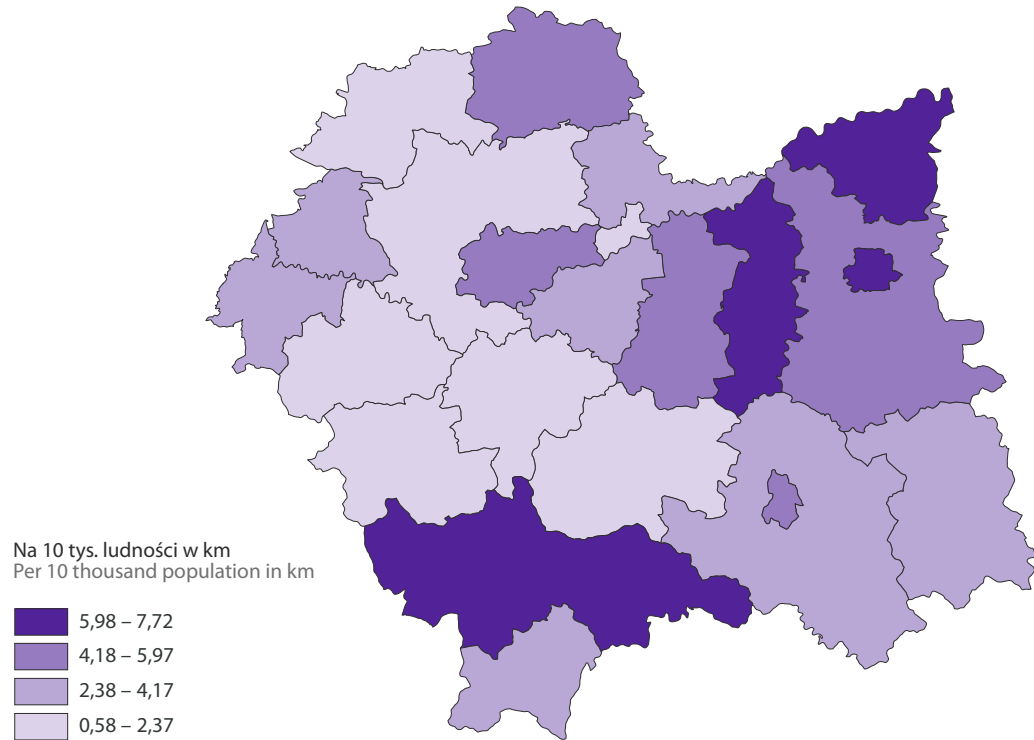 Na 10 tys. ludności w km
Per 10 thousand population in km
5,98 – 7,72
4,18 – 5,97
2,38 – 4,17
0,58 – 2,37